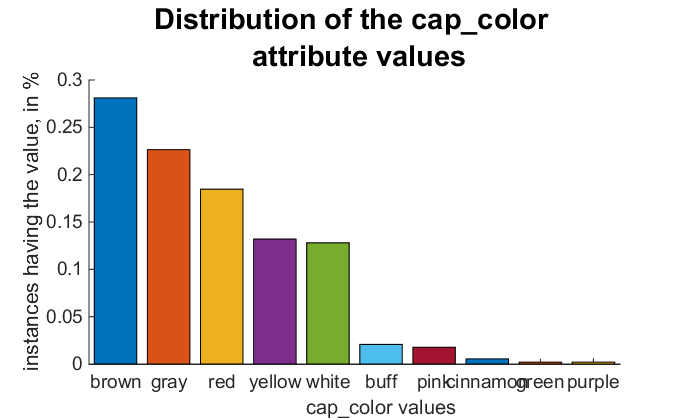 Distribution of the cap_color
attribute values
instances having the value, in %
0.3
0.25
0.2
0.15
0.1
0.05
0
brown gray red yellow white buff pink cinnamon green purple
cap_color values